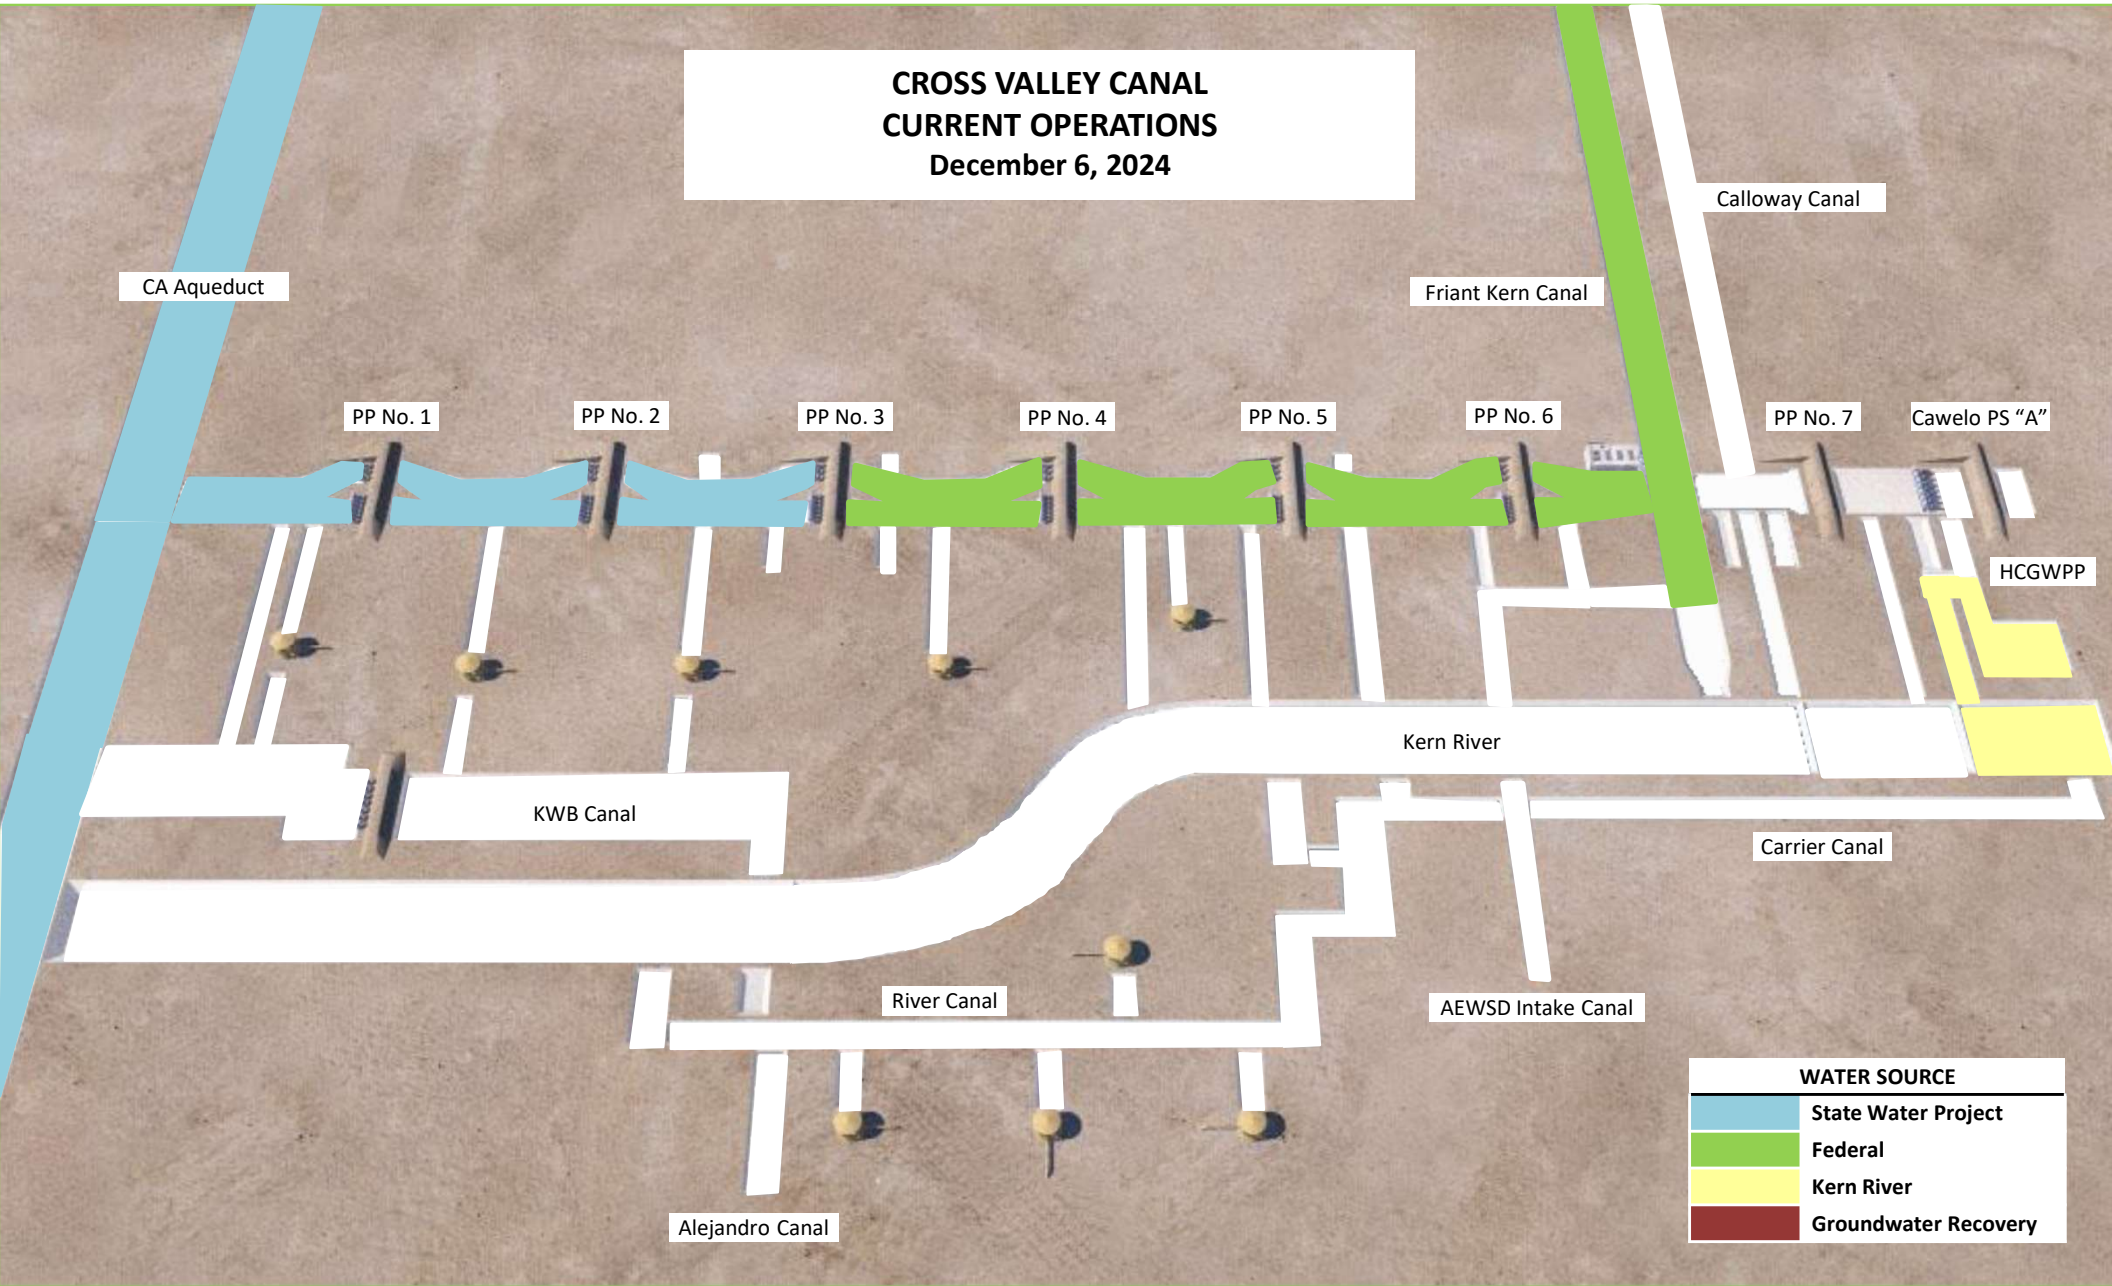 CROSS VALLEY CANAL
CURRENT OPERATIONS
December 6, 2024
Calloway Canal
CA Aqueduct
Friant Kern Canal
PP No. 1
PP No. 2
PP No. 3
PP No. 4
PP No. 5
PP No. 6
PP No. 7
Cawelo PS “A”
HCGWPP
Kern River
KWB Canal
Carrier Canal
River Canal
AEWSD Intake Canal
Alejandro Canal
WATER SOURCE
State Water Project
Federal
Kern River
Groundwater Recovery